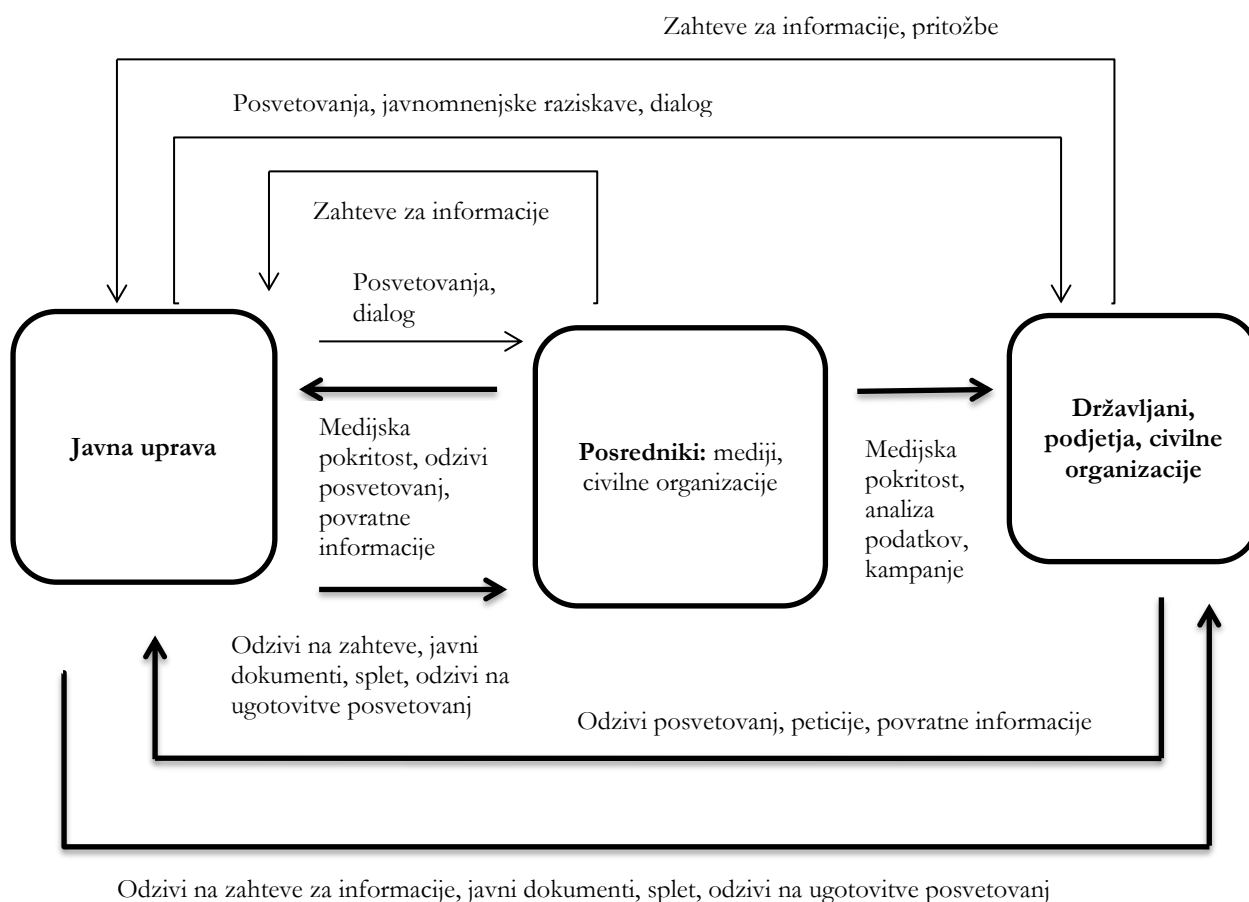 Zahteve za informacije, pritožbe
Posvetovanja, javnomnenjske raziskave, dialog
Zahteve za informacije
Posvetovanja,
dialog
Javna uprava
Medijska
pokritost, odzivi
posvetovanj,
povratne
informacije
Posredniki: mediji,
civilne organizacije
Medijska
pokritost,
analiza
podatkov,
kampanje
Državljani,
podjetja, civilne
organizacije
Odzivi na zahteve, javni
dokumenti, splet, odzivi na
ugotovitve posvetovanj
Odzivi posvetovanj, peticije, povratne informacije
Odzivi na zahteve za informacije, javni dokumenti, splet, odzivi na ugotovitve posvetovanj